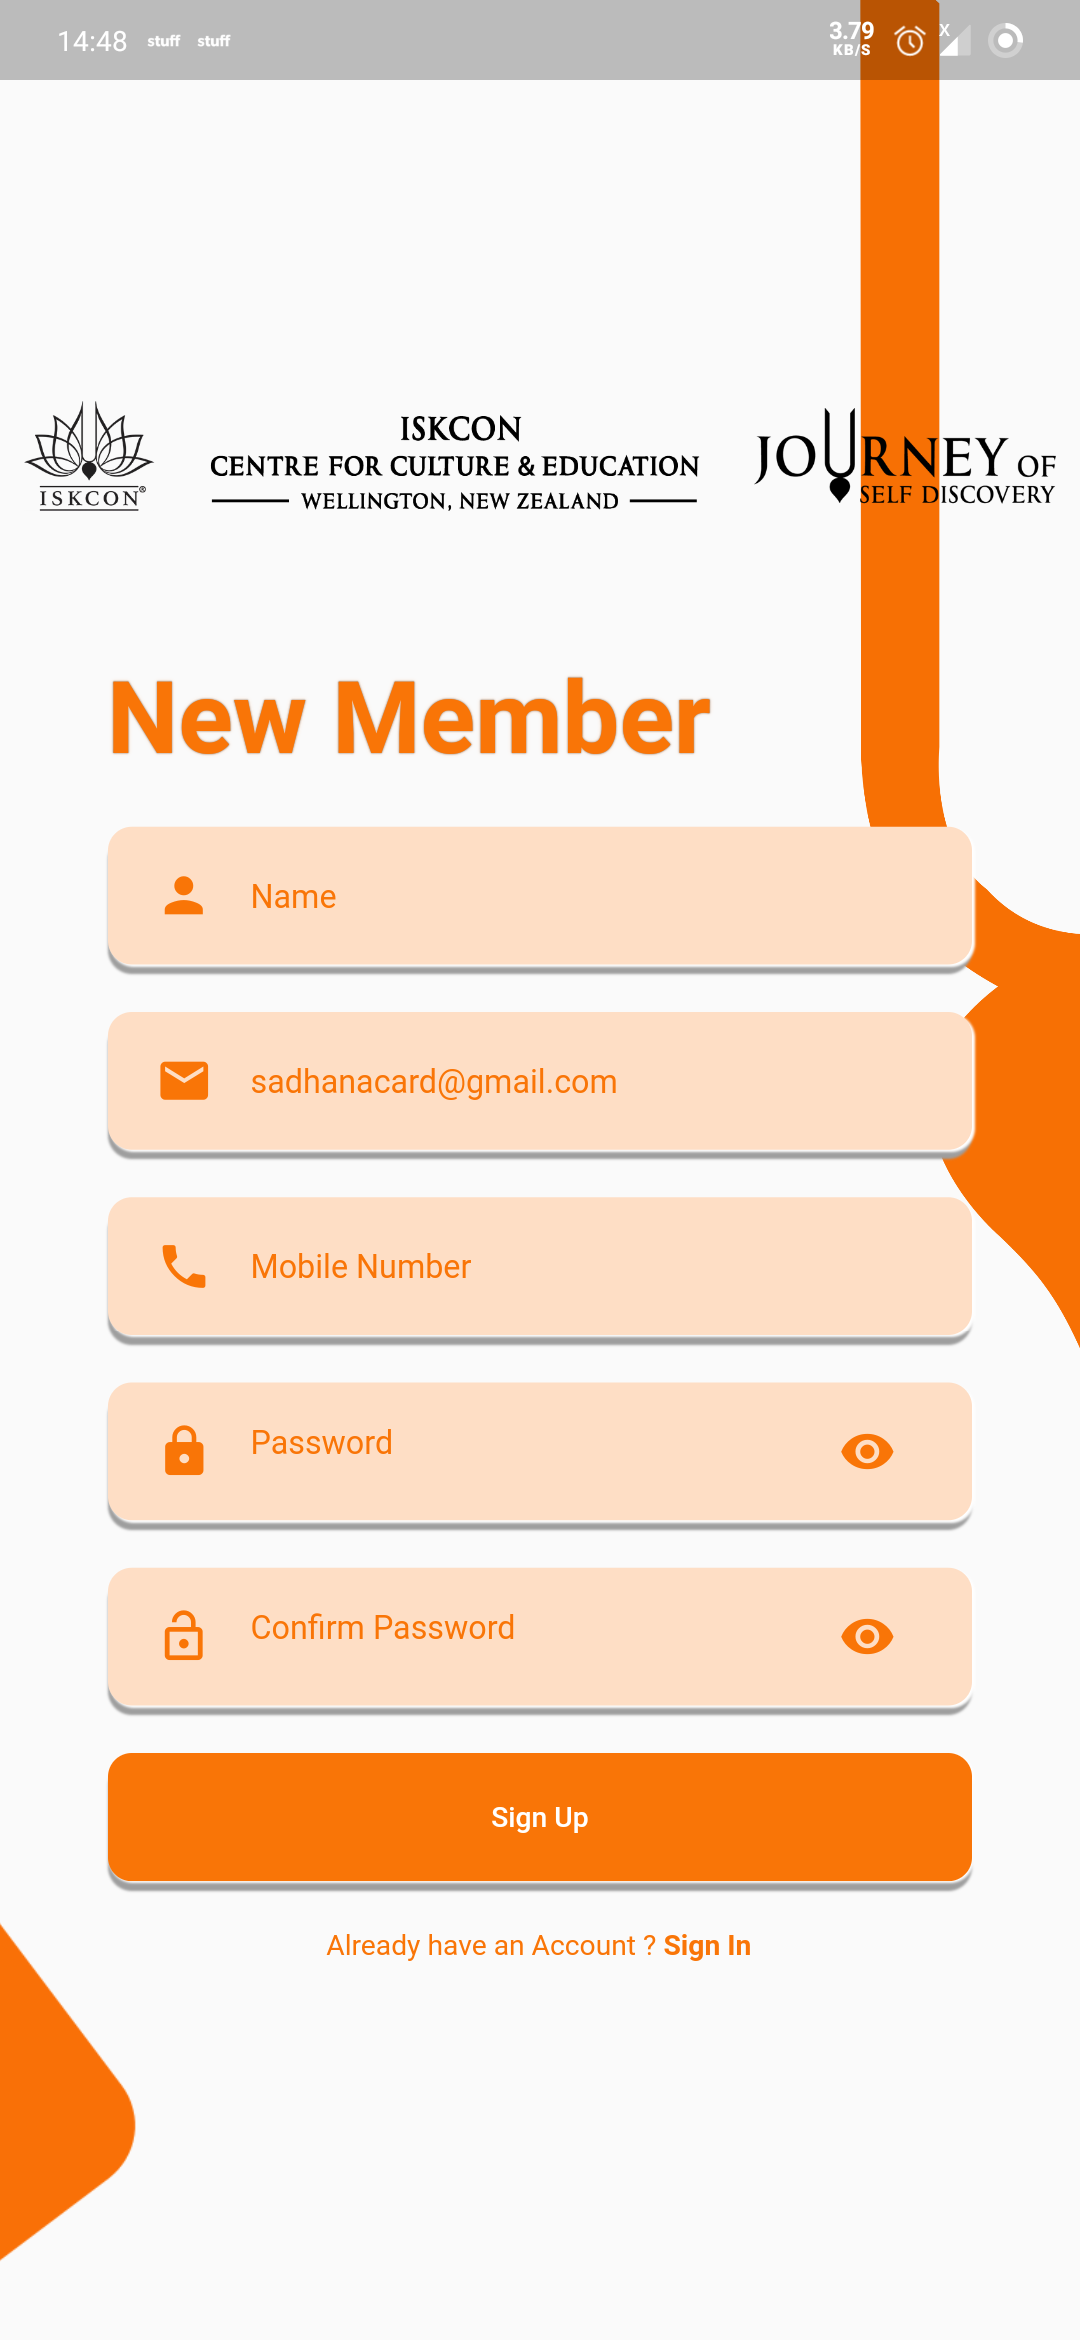 14:48 stuff stuff 3.79 KB/S X
ISKCON®
ISKCON
CENTRE FOR CULTURE & EDUCATION
WELLINGTON, NEW ZEALAND
JOURNEY OF
SELF DISCOVERY
New Member
Name
sadhanacard@gmail.com
Mobile Number
Password
Confirm Password
Sign Up
Already have an Account ? Sign In